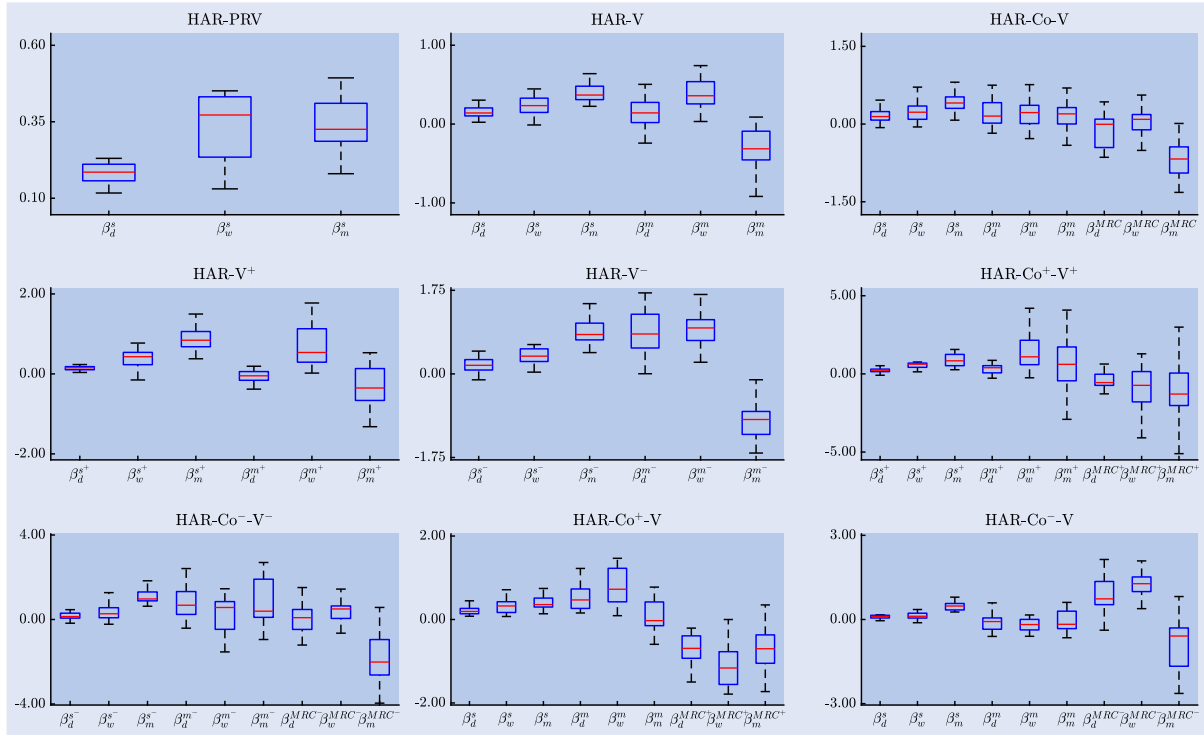 HAR-PRV
0.60
0.35
0.10
β_d^s β_w^s β_m^s
HAR-V
1.00
0.00
-1.00
β_d^s β_w^s β_m^s β_d^m β_w^m β_m^m
HAR-Co-V
1.50
0.00
-1.50
β_d^s β_w^s β_m^s β_d^m β_w^m β_m^m β_d^{MRC} β_w^{MRC} β_m^{MRC}
HAR-V⁺
2.00
0.00
-2.00
β_d^{s+} β_w^{s+} β_m^{s+} β_d^{m+} β_w^{m+} β_m^{m+}
HAR-V⁻
1.75
0.00
-1.75
β_d^{s-} β_w^{s-} β_m^{s-} β_d^{m-} β_w^{m-} β_m^{m-}
HAR-Co⁺-V⁺
5.00
0.00
-5.00
β_d^{s+} β_w^{s+} β_m^{s+} β_d^{m+} β_w^{m+} β_m^{m+} β_d^{MRC+} β_w^{MRC+} β_m^{MRC+}
HAR-Co⁻-V⁻
4.00
0.00
-4.00
β_d^{s-} β_w^{s-} β_m^{s-} β_d^{m-} β_w^{m-} β_m^{m-} β_d^{MRC-} β_w^{MRC-} β_m^{MRC-}
HAR-Co⁺-V
2.00
0.00
-2.00
β_d^s β_w^s β_m^s β_d^m β_w^m β_m^m β_d^{MRC+} β_w^{MRC+} β_m^{MRC+}
HAR-Co⁻-V
3.00
0.00
-3.00
β_d^s β_w^s β_m^s β_d^m β_w^m β_m^m β_d^{MRC-} β_w^{MRC-} β_m^{MRC-}